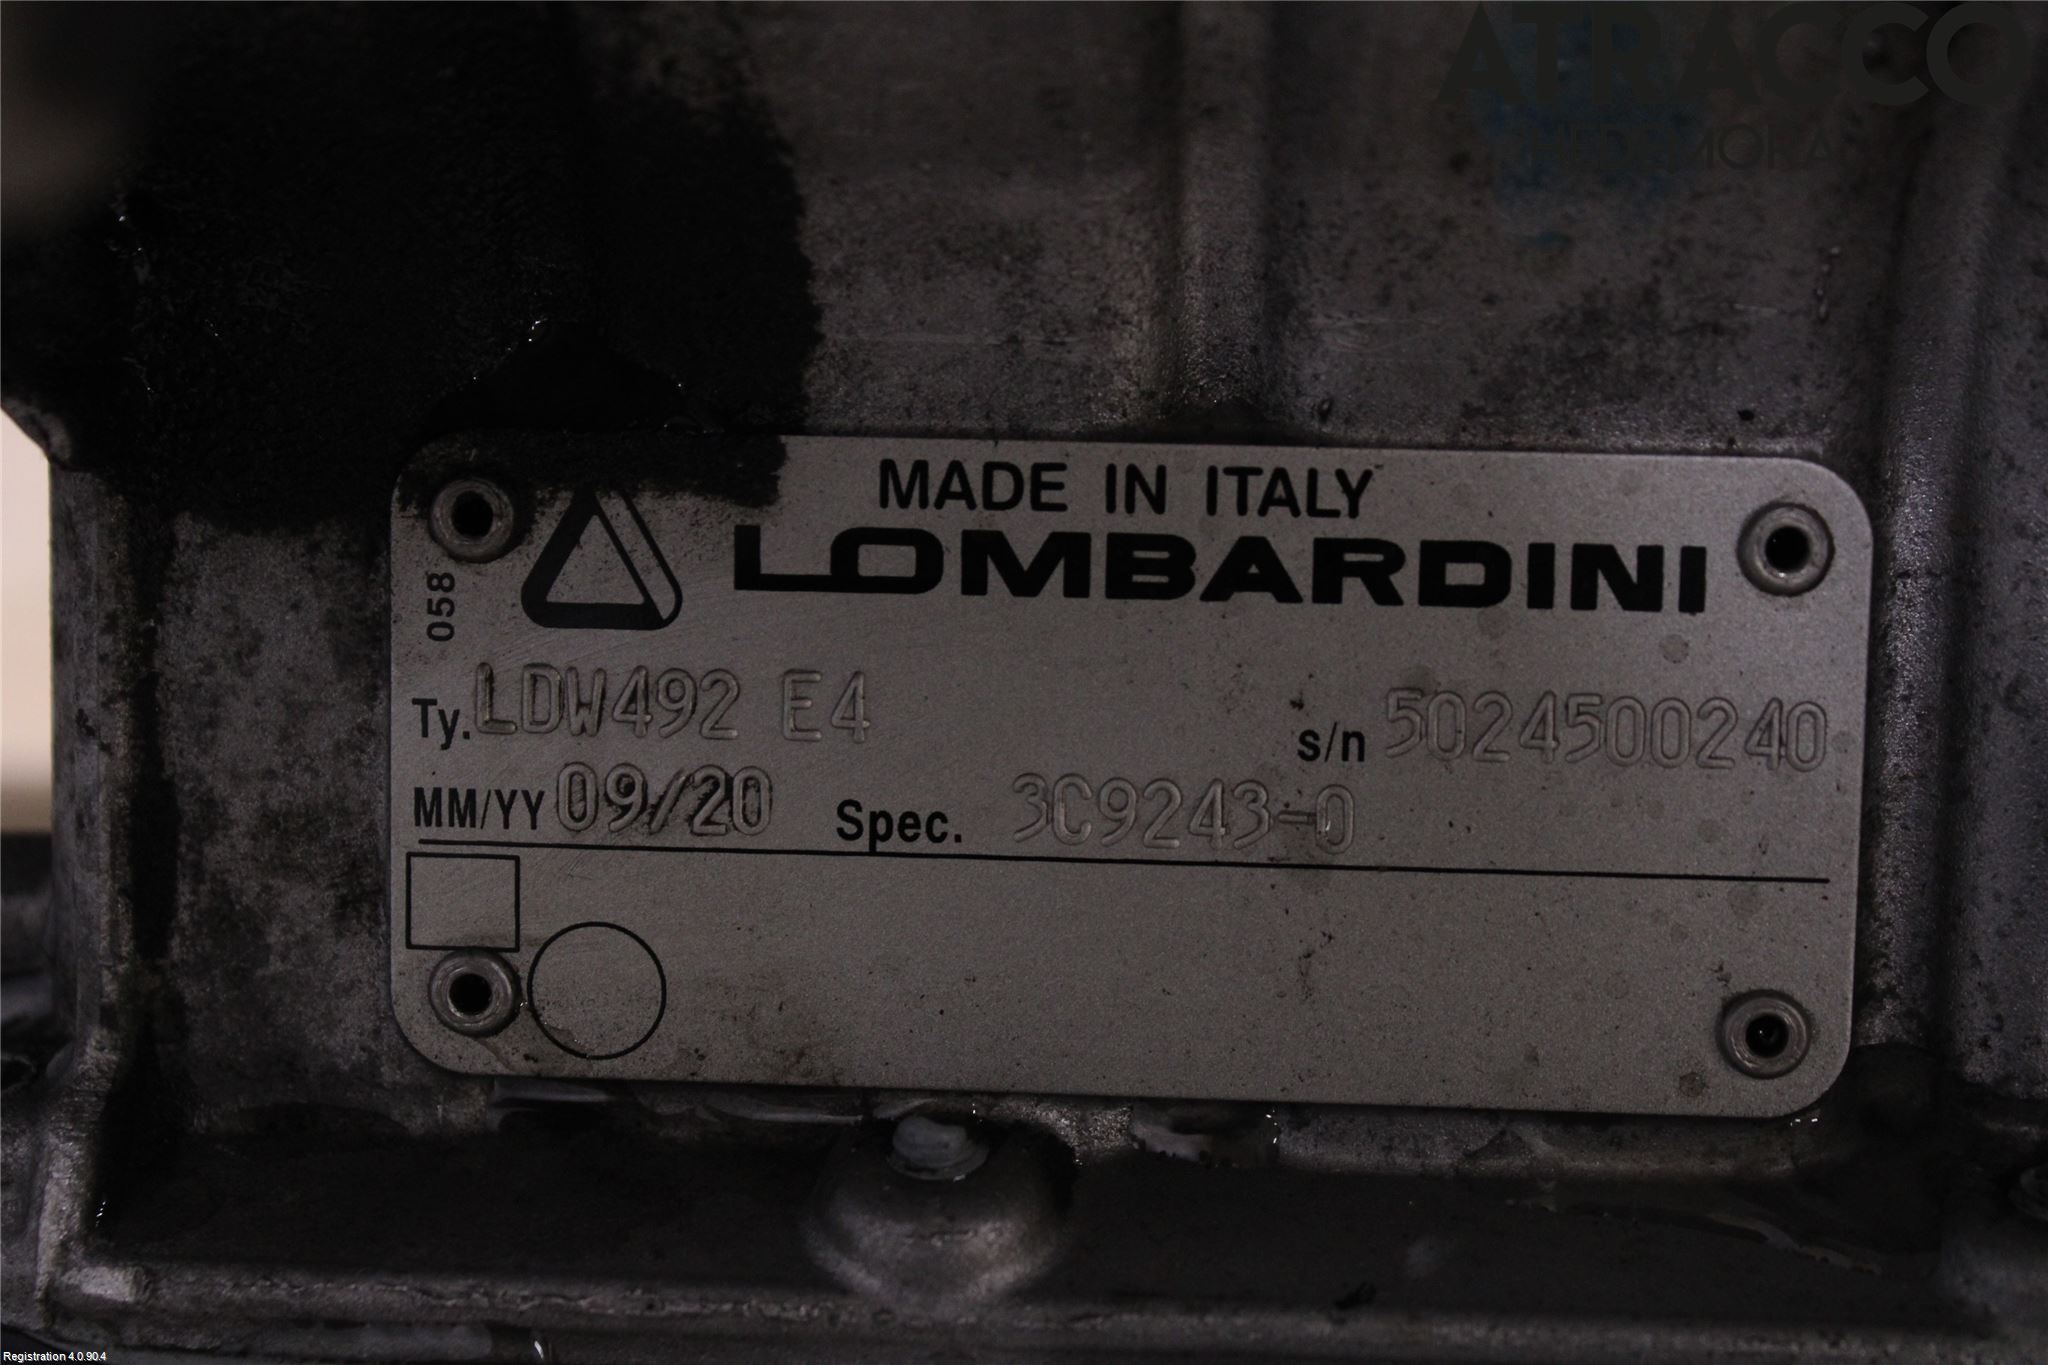 ATRACCO
HEDEMORA
MADE IN ITALY
LOMBARDINI
058
Ty. LDW492 E4
s/n 5024500240
MM/YY 09/20 Spec. 3C9243-0
Registration 4.0.90.4